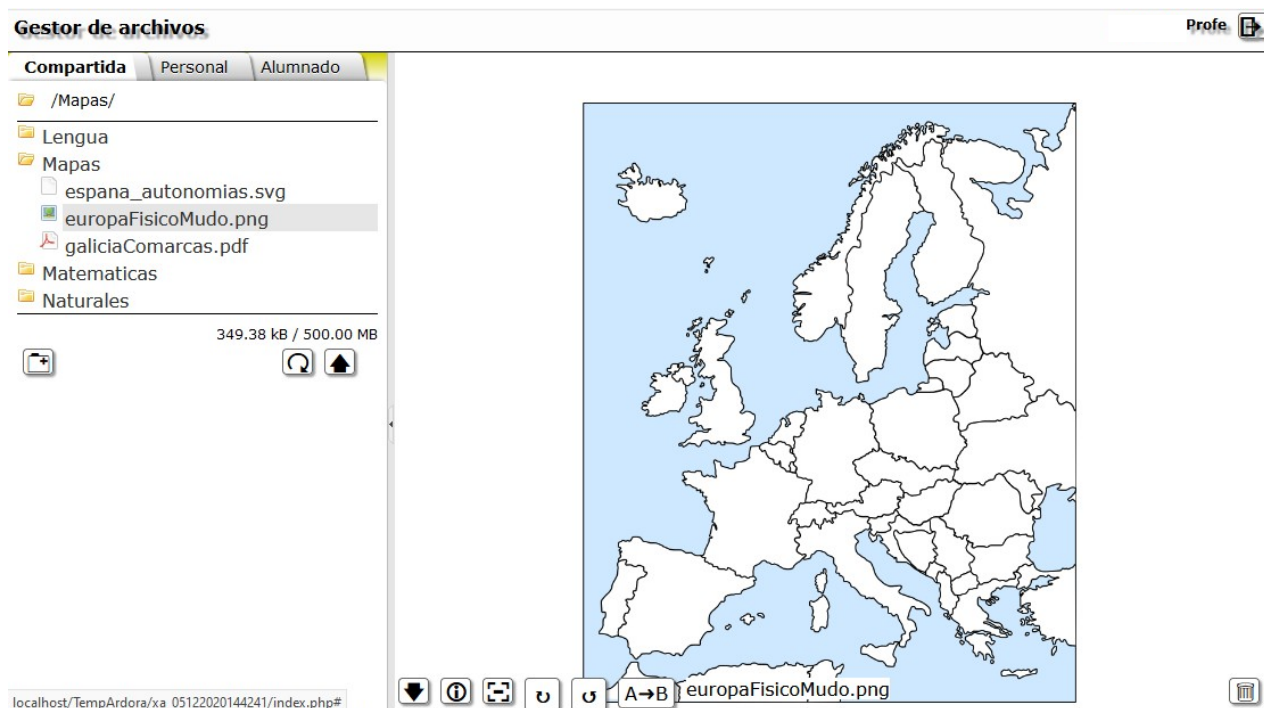 Gestor de archivos
Profe
Compartida Personal Alumnado
/Mapas/
Lengua
Mapas
espana_autonomias.svg
europaFisicoMudo.png
galiciaComarcas.pdf
Matematicas
Naturales
349.38 kB / 500.00 MB
A→B europaFisicoMudo.png
localhost/TempArdora/xa_05122020144241/index.php#